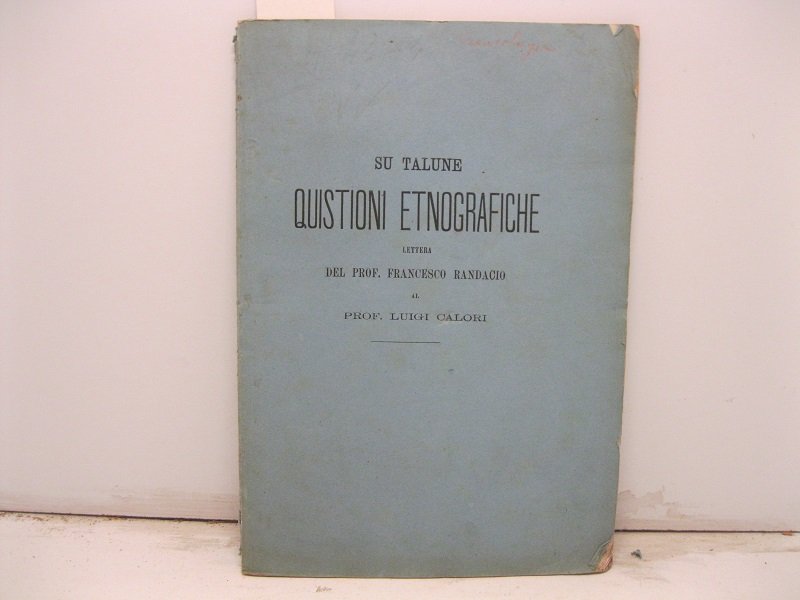 SU TALUNE
QUISTIONI ETNOGRAFICHE
LETTERA
DEL PROF. FRANCESCO RANDACIO
AL
PROF. LUIGI CALORI